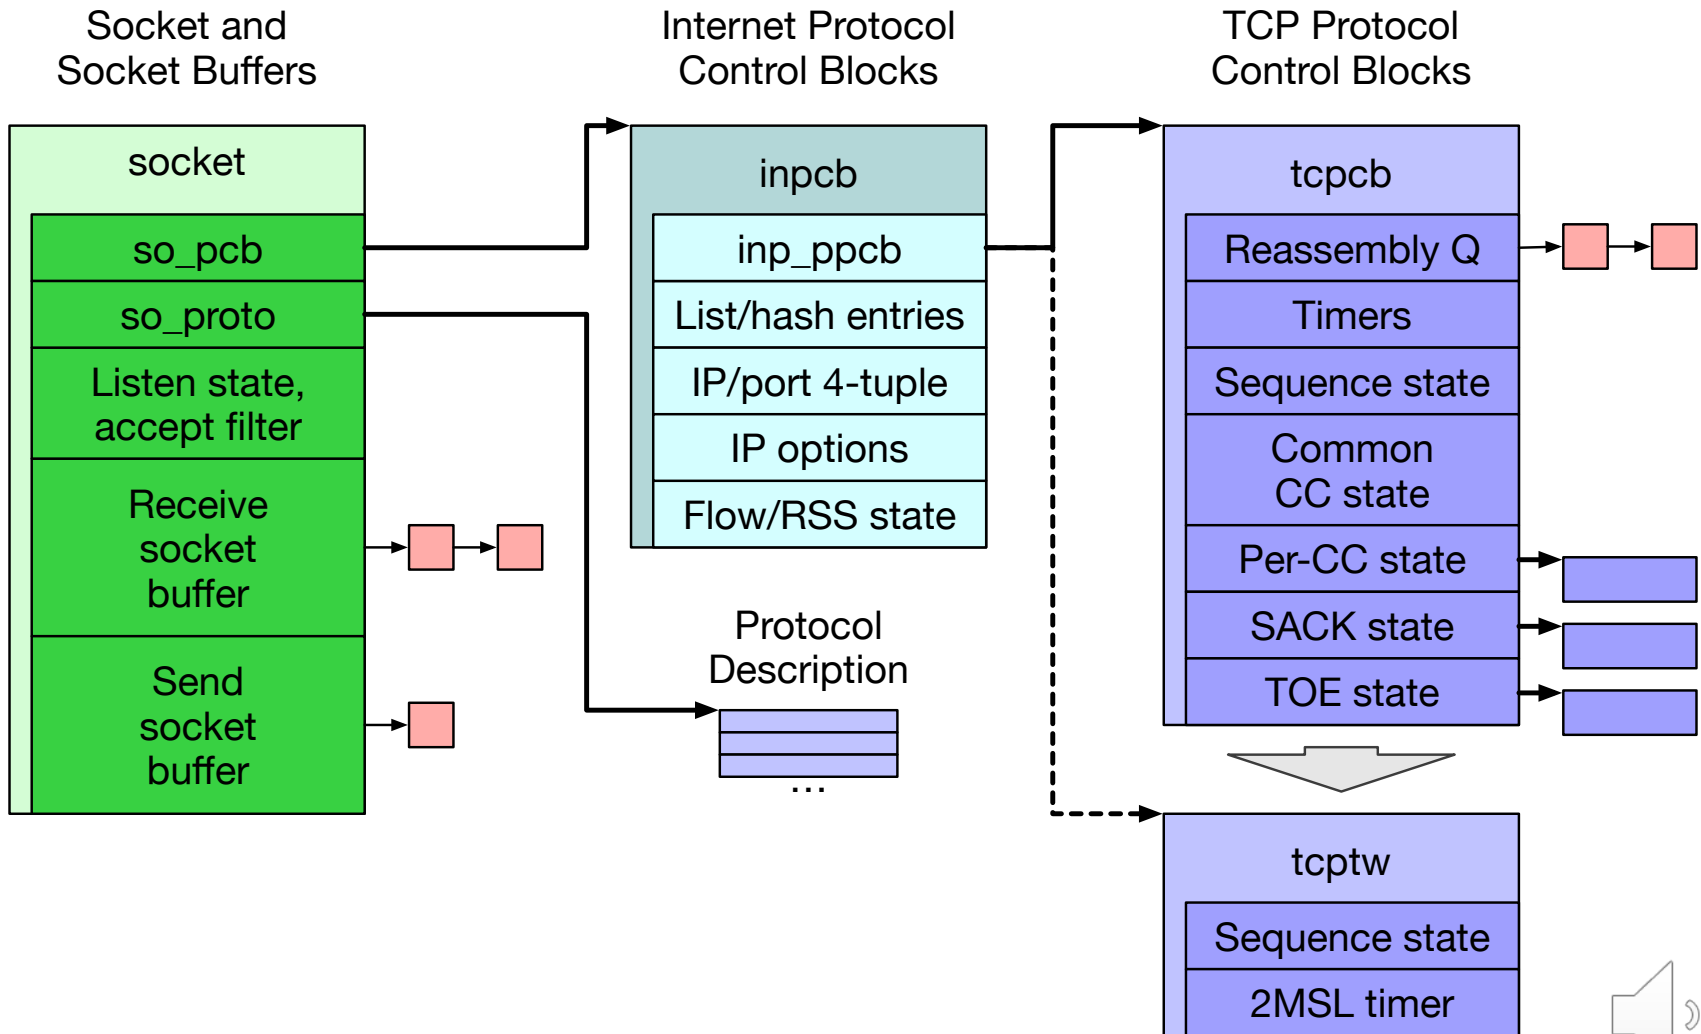 Socket and
Socket Buffers
socket
so_pcb
so_proto
Listen state,
accept filter
Receive
socket
buffer
Send
socket
buffer
Internet Protocol
Control Blocks
inpcb
inp_ppcb
List/hash entries
IP/port 4-tuple
IP options
Flow/RSS state
Protocol
Description
...
TCP Protocol
Control Blocks
tcpcb
Reassembly Q
Timers
Sequence state
Common
CC state
Per-CC state
SACK state
TOE state
tcptw
Sequence state
2MSL timer